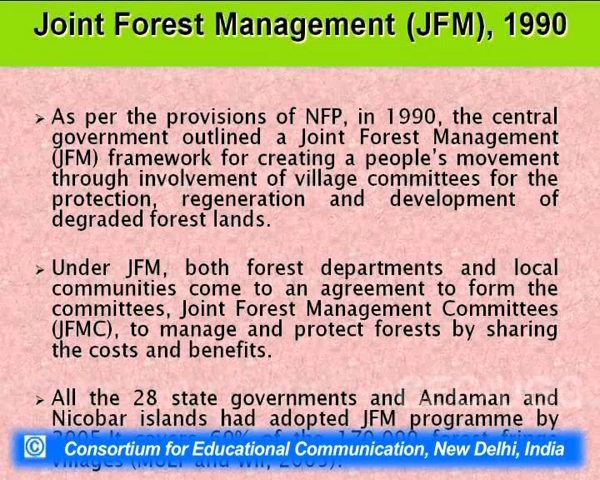 Joint Forest Management (JFM), 1990
➢ As per the provisions of NFP, in 1990, the central
government outlined a Joint Forest Management
(JFM) framework for creating a people's movement
through involvement of village committees for the
protection, regeneration and development of
degraded forest lands.
➢ Under JFM, both forest departments and local
communities come to an agreement to form the
committees, Joint Forest Management Committees
(JFMC), to manage and protect forests by sharing
the costs and benefits.
➢ All the 28 state governments and Andaman and
Nicobar islands had adopted JFM programme by
© Consortium for Educational Communication, New Delhi, India